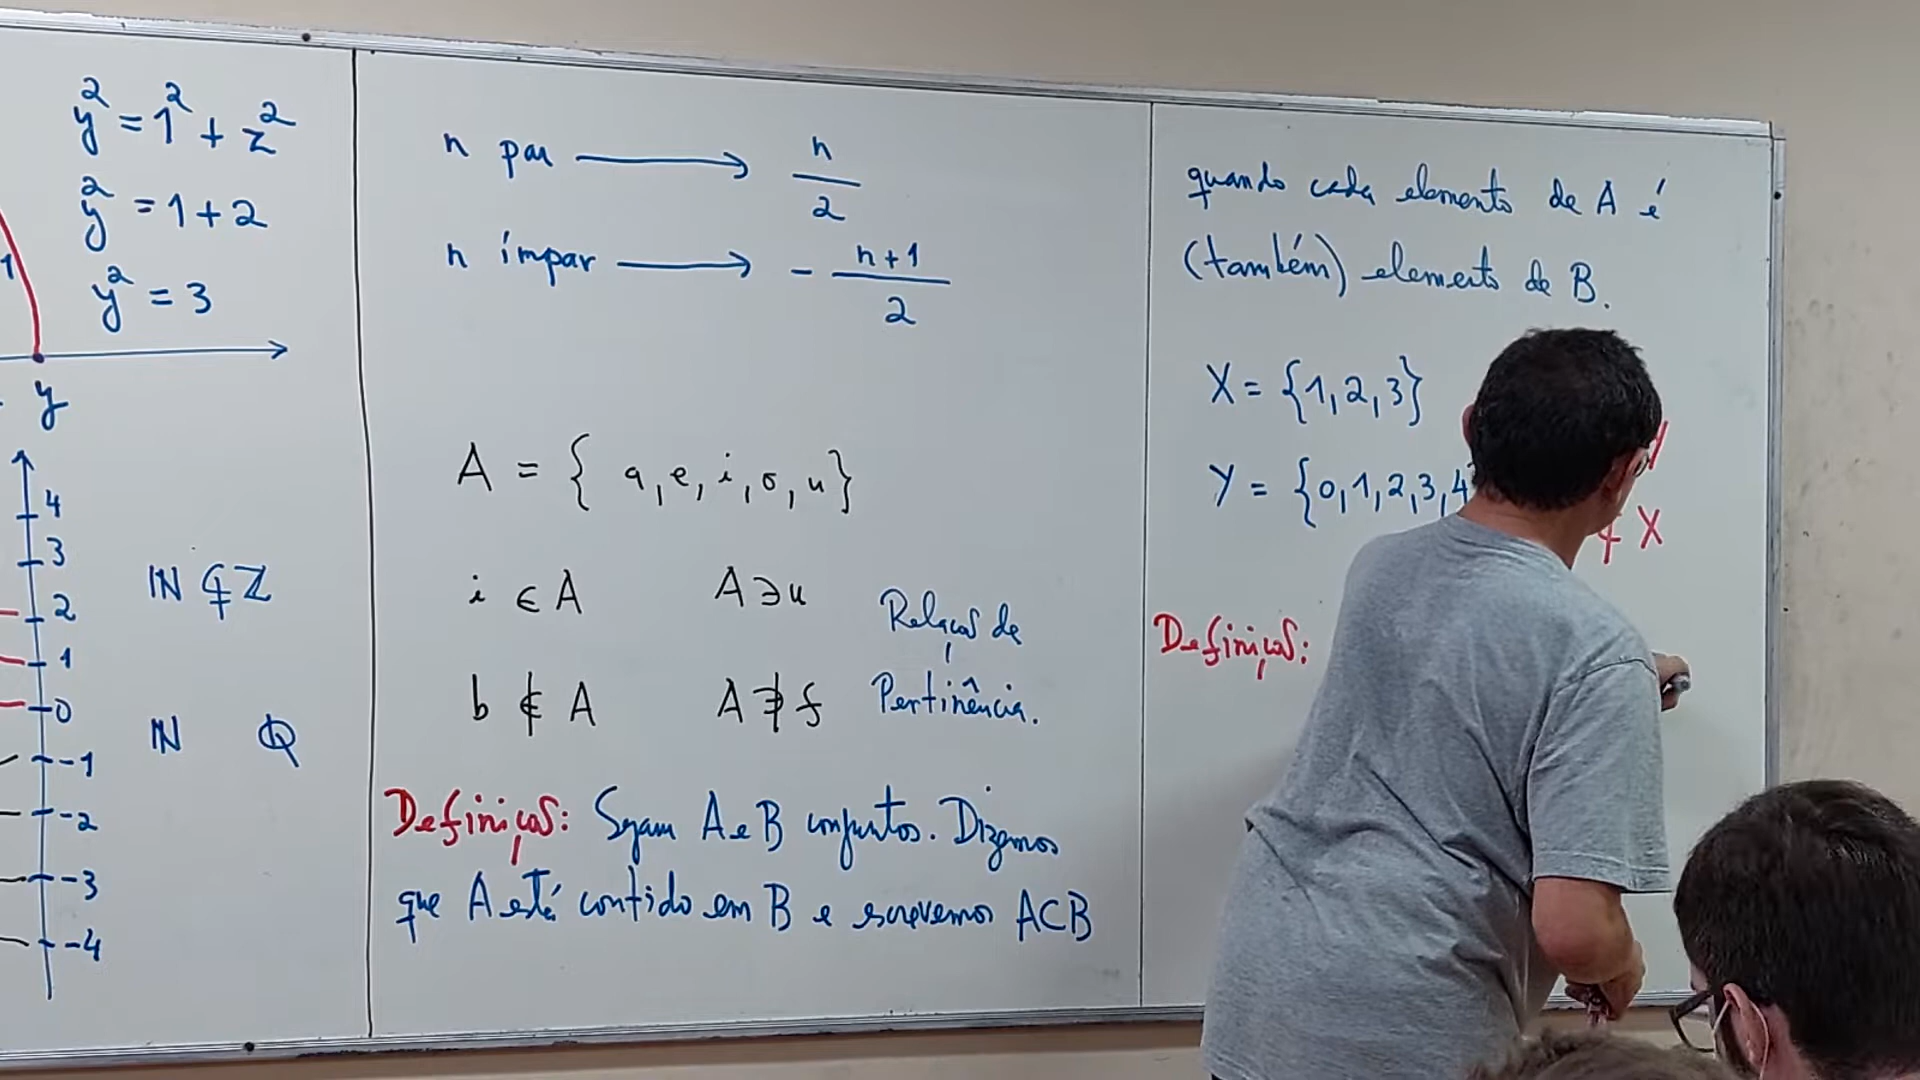 y² = 1² + z²
y² = 1 + 2
y² = 3
1
y
4
3
2
1
0
-1
-2
-3
-4
ℕ ⊊ ℤ
ℕ ℚ
n par ⟶ n/2
n ímpar ⟶ - (n+1)/2
A = { a, e, i, o, u }
i ∈ A A ∋ u
b ∉ A A ∌ f
Relação de
Pertinência.
Definição: Sejam A e B conjuntos. Dizemos
que A está contido em B e escrevemos A⊂B
quando cada elemento de A é
(também) elemento de B.
X = {1, 2, 3}
Y = {0, 1, 2, 3, 4
X
Definição: